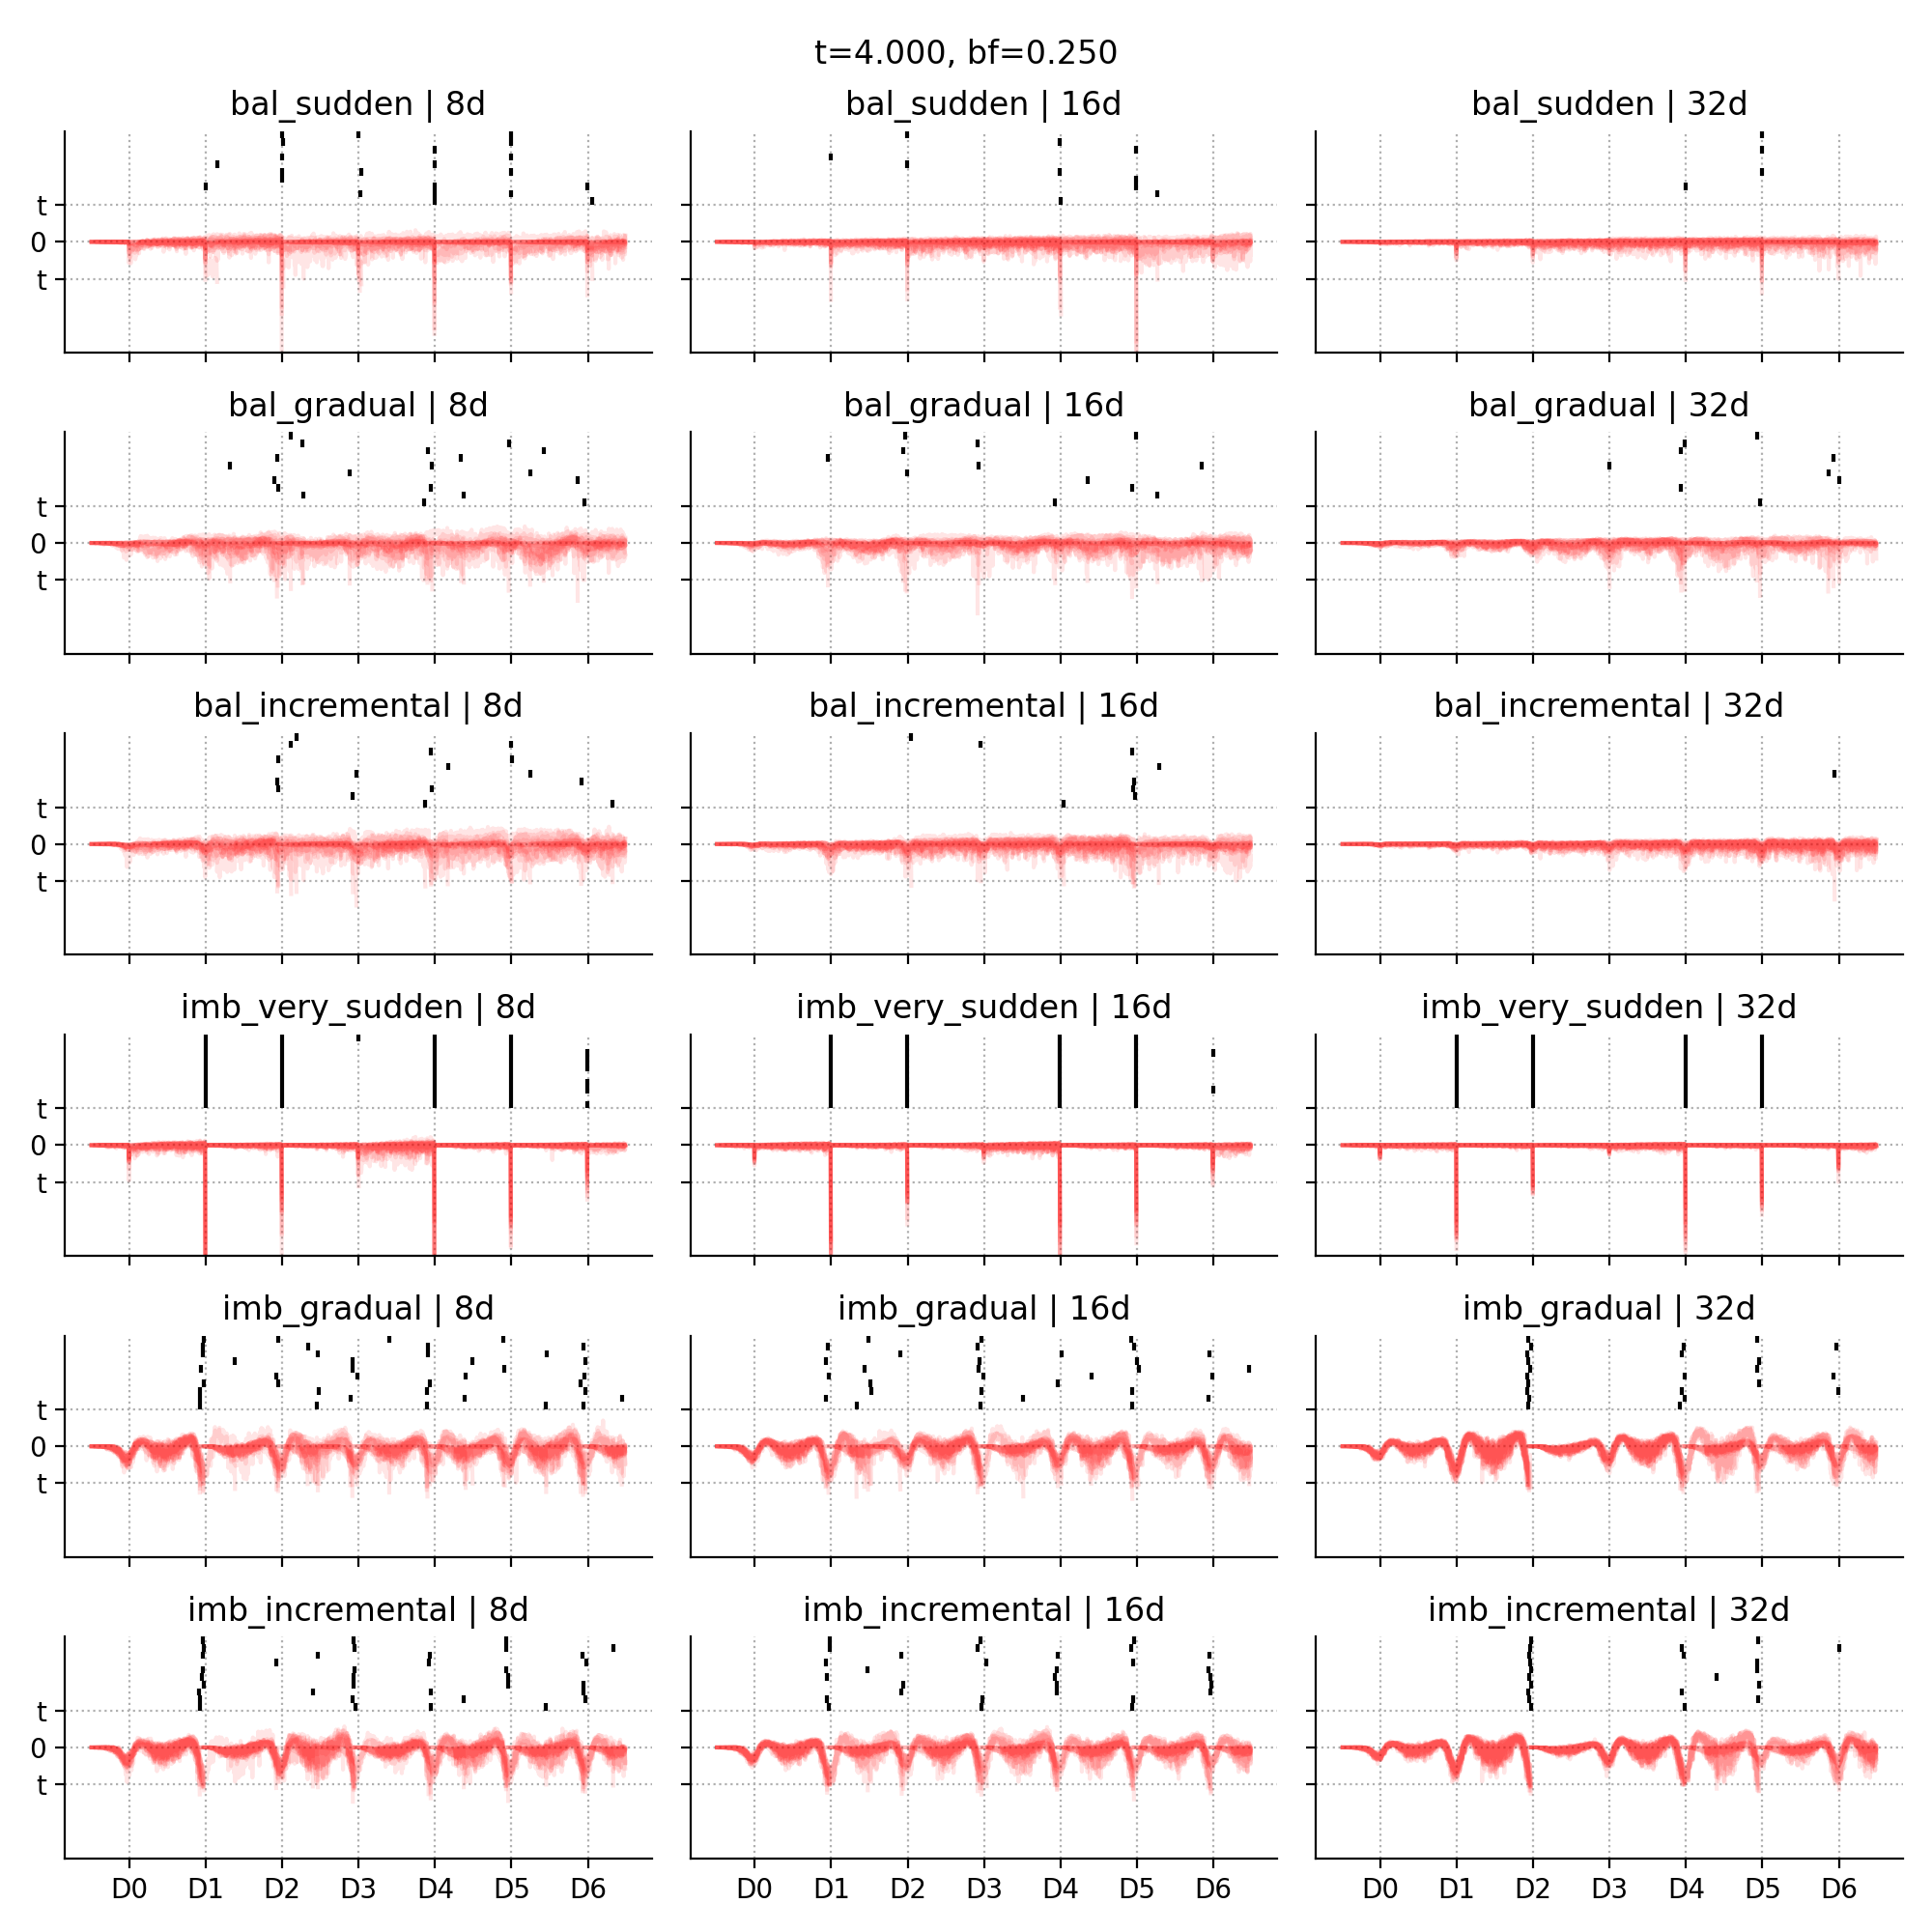 t=4.000, bf=0.250
bal_sudden | 8d
bal_sudden | 16d
bal_sudden | 32d
t
0
t
bal_gradual | 8d
bal_gradual | 16d
bal_gradual | 32d
t
0
t
bal_incremental | 8d
bal_incremental | 16d
bal_incremental | 32d
t
0
t
imb_very_sudden | 8d
imb_very_sudden | 16d
imb_very_sudden | 32d
t
0
t
imb_gradual | 8d
imb_gradual | 16d
imb_gradual | 32d
t
0
t
imb_incremental | 8d
imb_incremental | 16d
imb_incremental | 32d
t
0
t
D0 D1 D2 D3 D4 D5 D6
D0 D1 D2 D3 D4 D5 D6
D0 D1 D2 D3 D4 D5 D6